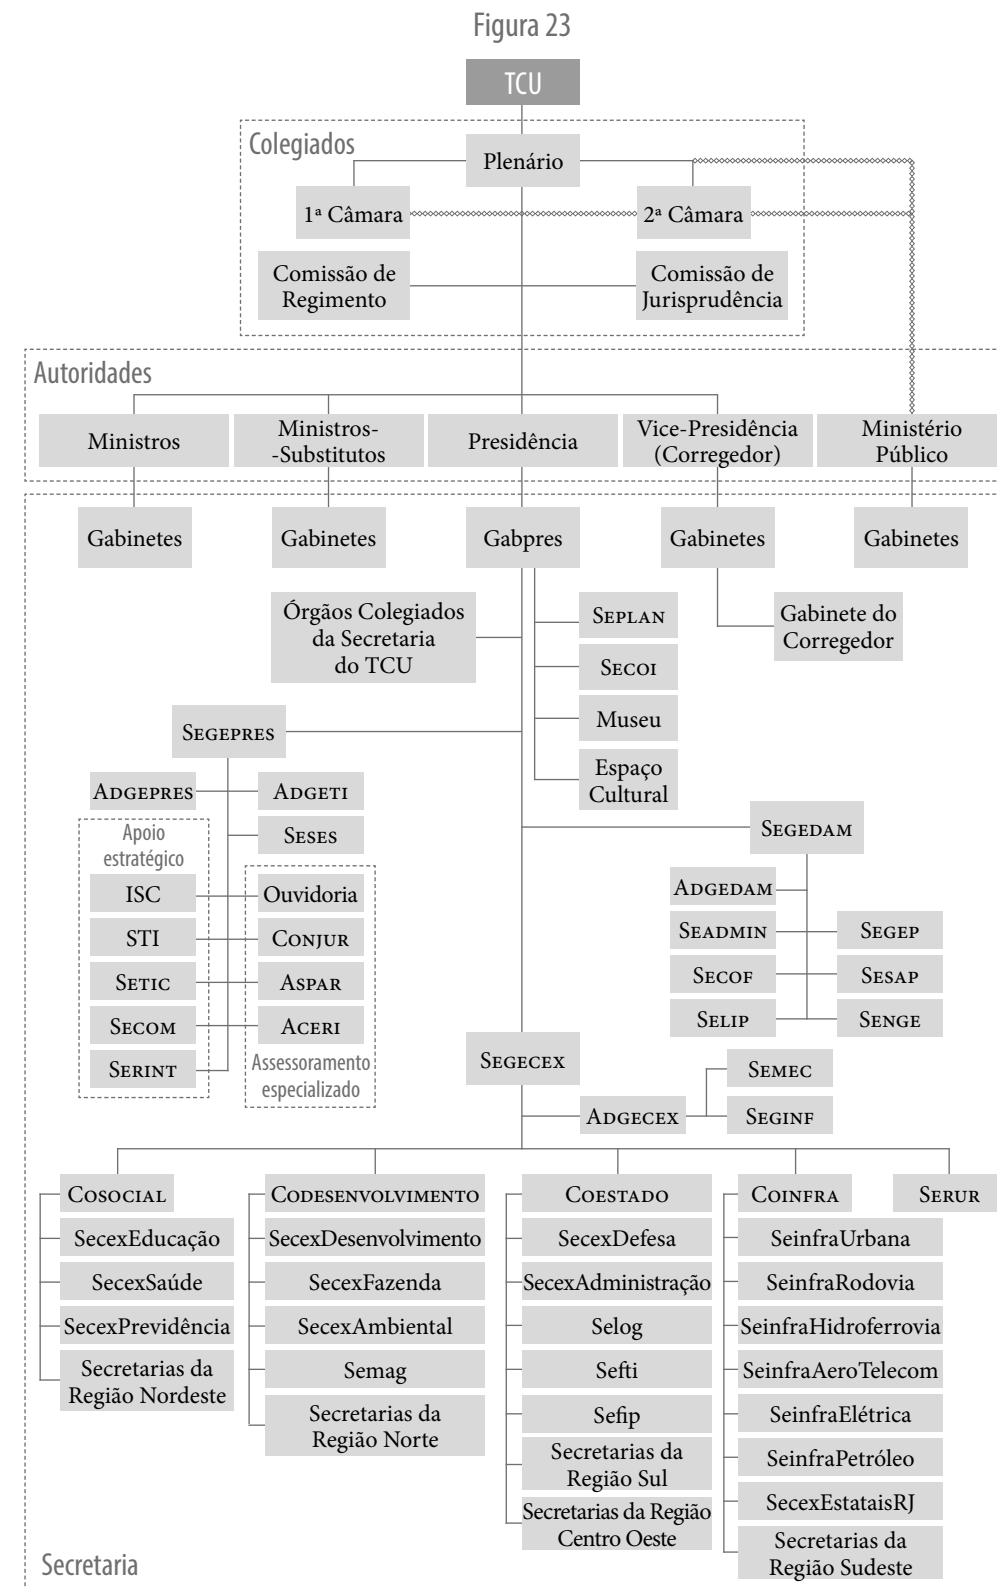 Figura 23
TCU
Colegiados
Plenário
1ª Câmara
2ª Câmara
Comissão de
Regimento
Comissão de
Jurisprudência
Autoridades
Ministros
Ministros-
-Substitutos
Presidência
Vice-Presidência
(Corregedor)
Ministério
Público
Gabinetes
Gabinetes
Gabpres
Gabinetes
Gabinetes
Órgãos Colegiados
da Secretaria
do TCU
Seplan
Secoi
Museu
Espaço
Cultural
Gabinete do
Corregedor
Segepres
Adgepres
Adgeti
Seses
Apoio
estratégico
ISC
STI
Setic
Secom
Serint
Ouvidoria
Conjur
Aspar
Aceri
Assessoramento
especializado
Segedam
Adgedam
Seadmin
Segep
Secof
Sesap
Selip
Senge
Segecex
Adgecex
Semec
Seginf
Cosocial
SecexEducação
SecexSaúde
SecexPrevidência
Secretarias da
Região Nordeste
Codesenvolvimento
SecexDesenvolvimento
SecexFazenda
SecexAmbiental
Semag
Secretarias da
Região Norte
Coestado
SecexDefesa
SecexAdministração
Selog
Sefti
Sefip
Secretarias da
Região Sul
Secretarias da Região
Centro Oeste
Coinfra
SeinfraUrbana
SeinfraRodovia
SeinfraHidroferrovia
SeinfraAeroTelecom
SeinfraElétrica
SeinfraPetróleo
SecexEstataisRJ
Secretarias da
Região Sudeste
Serur
Secretaria